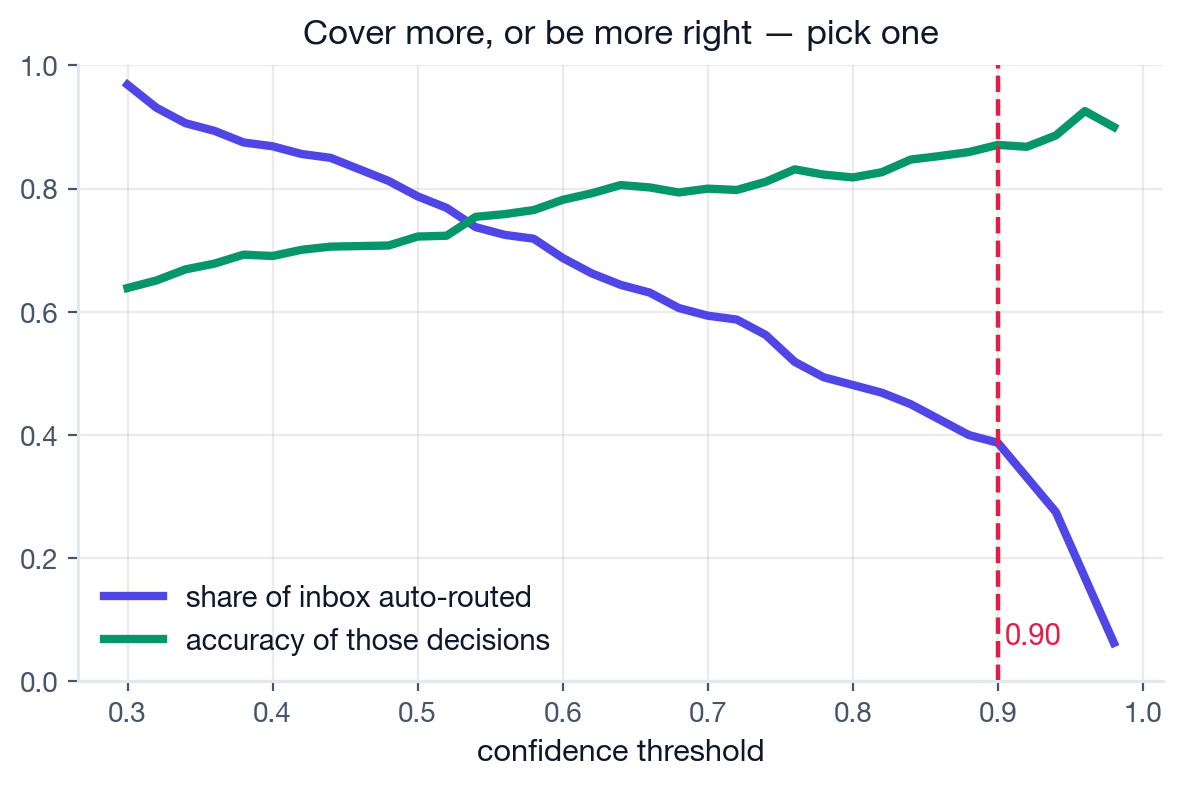 Cover more, or be more right — pick one
1.0
0.8
0.6
0.4
0.2
0.0
share of inbox auto-routed
accuracy of those decisions
0.90
0.3 0.4 0.5 0.6 0.7 0.8 0.9 1.0
confidence threshold